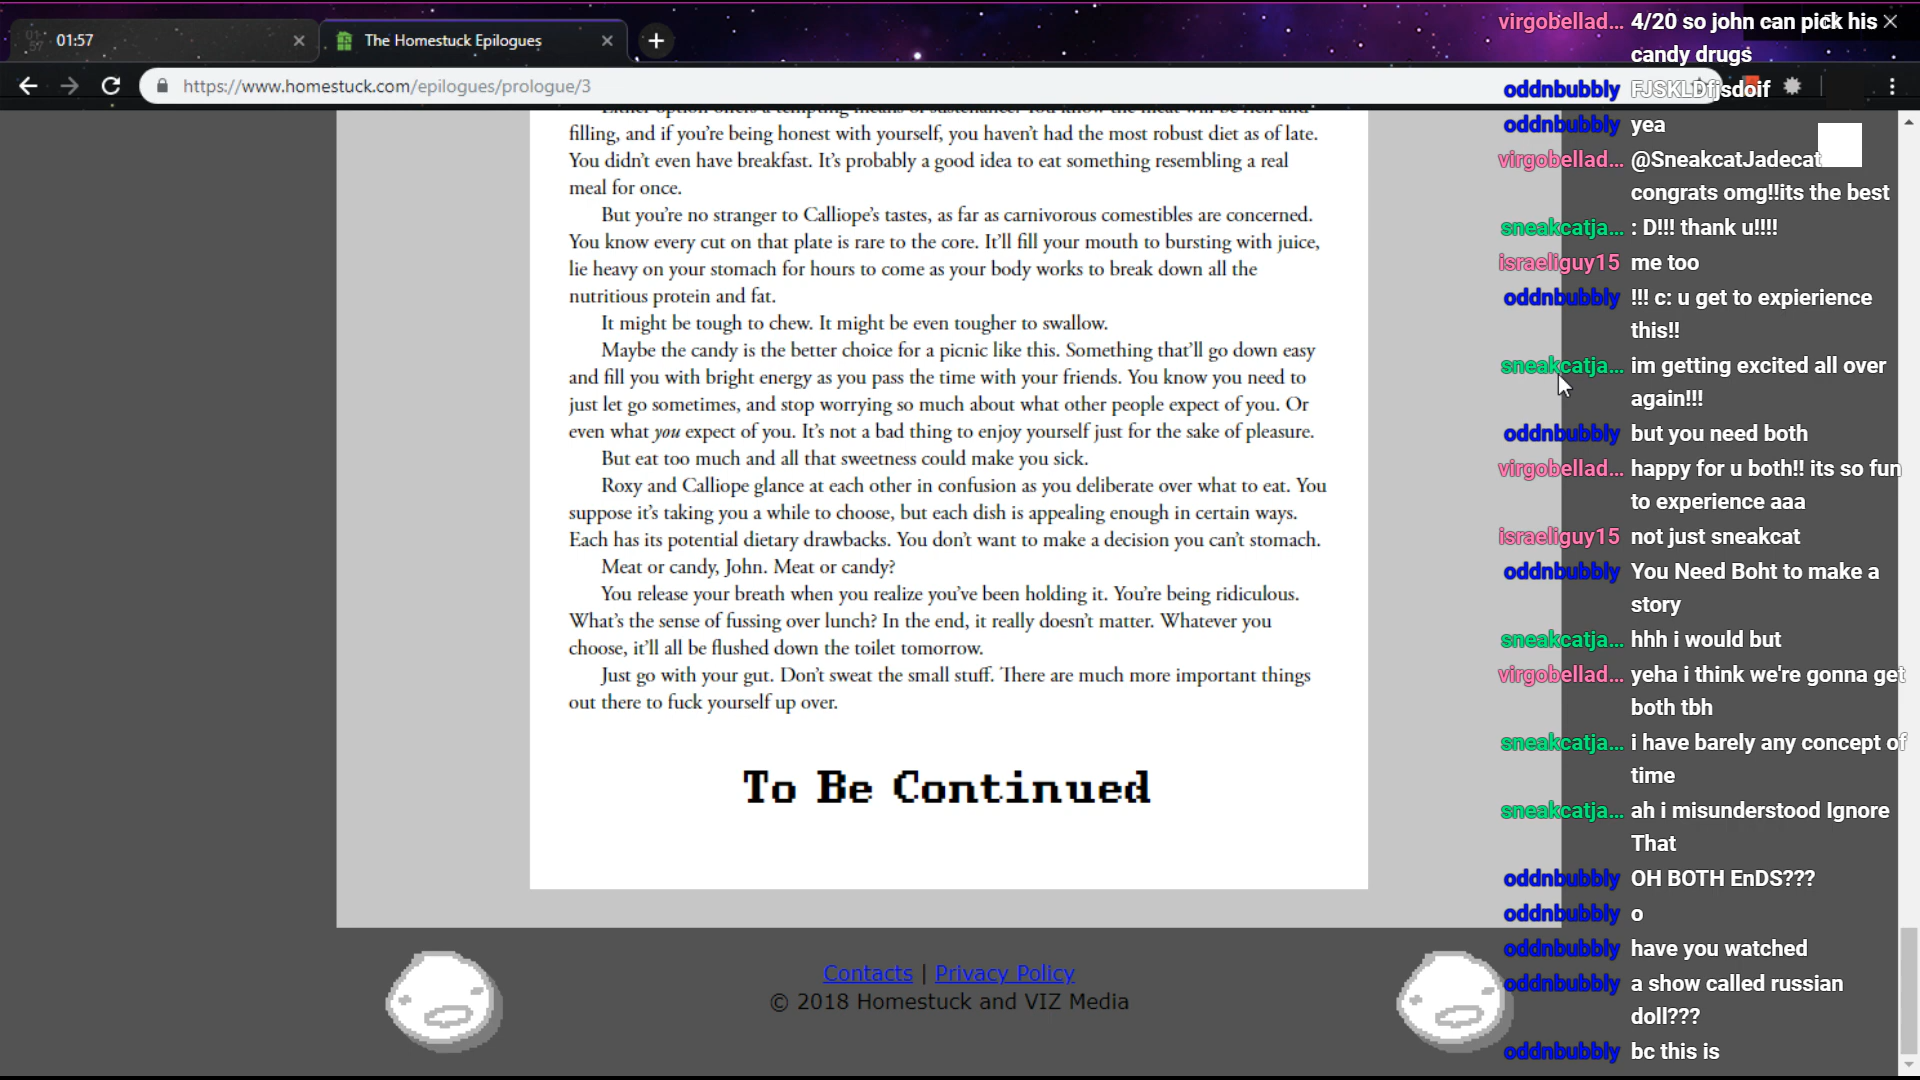 01:57
The Homestuck Epilogues
https://www.homestuck.com/epilogues/prologue/3
filling, and if you're being honest with yourself, you haven't had the most robust diet as of late.
You didn't even have breakfast. It's probably a good idea to eat something resembling a real
meal for once.
But you're no stranger to Calliope's tastes, as far as carnivorous comestibles are concerned.
You know every cut on that plate is rare to the core. It'll fill your mouth to bursting with juice,
lie heavy on your stomach for hours to come as your body works to break down all the
nutritious protein and fat.
It might be tough to chew. It might be even tougher to swallow.
Maybe the candy is the better choice for a picnic like this. Something that'll go down easy
and fill you with bright energy as you pass the time with your friends. You know you need to
just let go sometimes, and stop worrying so much about what other people expect of you. Or
even what you expect of you. It's not a bad thing to enjoy yourself just for the sake of pleasure.
But eat too much and all that sweetness could make you sick.
Roxy and Calliope glance at each other in confusion as you deliberate over what to eat. You
suppose it's taking you a while to choose, but each dish is appealing enough in certain ways.
Each has its potential dietary drawbacks. You don't want to make a decision you can't stomach.
Meat or candy, John. Meat or candy?
You release your breath when you realize you've been holding it. You're being ridiculous.
What's the sense of fussing over lunch? In the end, it really doesn't matter. Whatever you
choose, it'll all be flushed down the toilet tomorrow.
Just go with your gut. Don't sweat the small stuff. There are much more important things
out there to fuck yourself up over.
To Be Continued
Contacts | Privacy Policy
© 2018 Homestuck and VIZ Media
virgobellad... 4/20 so john can pick his
candy drugs
oddnbubbly FJSKLDfjsdoif
oddnbubbly yea
virgobellad... @SneakcatJadecat
congrats omg!!its the best
sneakcatja... : D!!! thank u!!!!
israeliguy15 me too
oddnbubbly !!! c: u get to expierience
this!!
sneakcatja... im getting excited all over
again!!!
oddnbubbly but you need both
virgobellad... happy for u both!! its so fun
to experience aaa
israeliguy15 not just sneakcat
oddnbubbly You Need Boht to make a
story
sneakcatja... hhh i would but
virgobellad... yeha i think we're gonna get
both tbh
sneakcatja... i have barely any concept of
time
sneakcatja... ah i misunderstood Ignore
That
oddnbubbly OH BOTH EnDS???
oddnbubbly o
oddnbubbly have you watched
oddnbubbly a show called russian
doll???
oddnbubbly bc this is